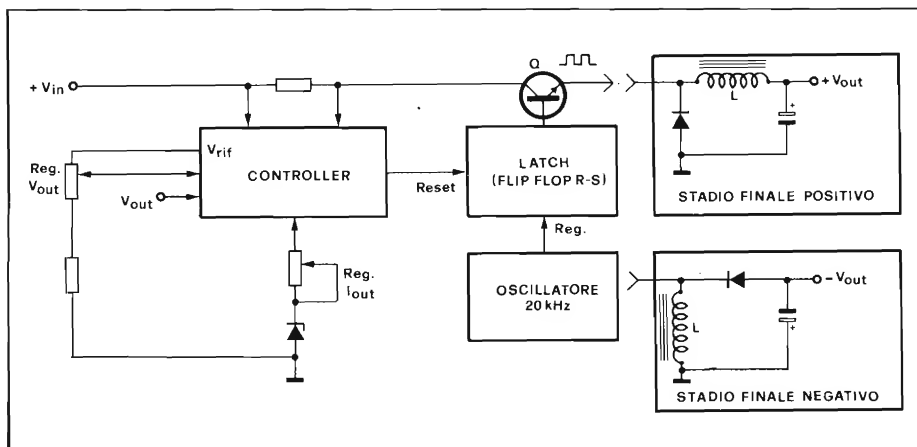 + Vin
Q
+ Vout
L
STADIO FINALE POSITIVO
Vrif
CONTROLLER
Reg.
Vout
Vout
Reset
LATCH
(FLIP FLOP R-S)
Reg.
Reg.
Iout
OSCILLATORE
20 kHz
- Vout
L
STADIO FINALE NEGATIVO